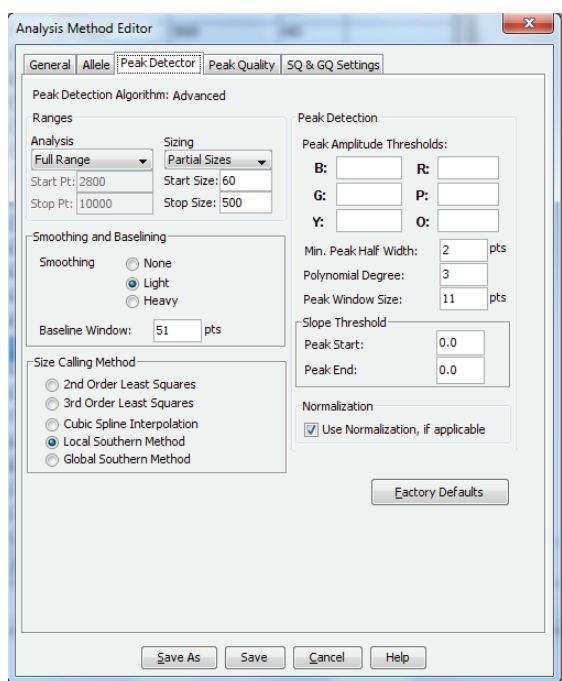 Analysis Method Editor
General Allele Peak Detector Peak Quality SQ & GQ Settings
Peak Detection Algorithm: Advanced
Ranges
Analysis Sizing
Full Range Partial Sizes
Start Pt: 2800 Start Size: 60
Stop Pt: 10000 Stop Size: 500
Smoothing and Baselining
Smoothing None
Light
Heavy
Baseline Window: 51 pts
Size Calling Method
2nd Order Least Squares
3rd Order Least Squares
Cubic Spline Interpolation
Local Southern Method
Global Southern Method
Peak Detection
Peak Amplitude Thresholds:
B: R:
G: P:
Y: O:
Min. Peak Half Width: 2 pts
Polynomial Degree: 3
Peak Window Size: 11 pts
Slope Threshold
Peak Start: 0.0
Peak End: 0.0
Normalization
Use Normalization, if applicable
Factory Defaults
Save As Save Cancel Help